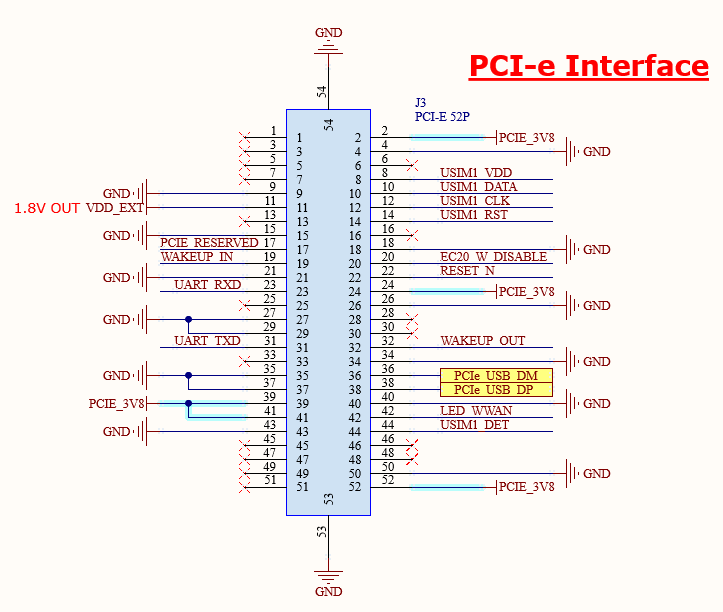 GND
PCI-e Interface
54
J3
PCI-E 52P
54
1 1 2 2 PCIE_3V8
3 3 4 4 GND
5 5 6 6
7 7 8 8 USIM1_VDD
GND 9 9 10 10 USIM1_DATA
1.8V OUT VDD_EXT 11 11 12 12 USIM1_CLK
13 13 14 14 USIM1_RST
GND 15 15 16 16
PCIE_RESERVED 17 17 18 18 GND
WAKEUP_IN 19 19 20 20 EC20_W_DISABLE
GND 21 21 22 22 RESET_N
UART_RXD 23 23 24 24 PCIE_3V8
25 25 26 26 GND
GND 27 27 28 28
29 29 30 30
UART_TXD 31 31 32 32 WAKEUP_OUT
33 33 34 34 GND
GND 35 35 36 36 PCIe_USB_DM
37 37 38 38 PCIe_USB_DP
PCIE_3V8 39 39 40 40 GND
41 41 42 42 LED_WWAN
GND 43 43 44 44 USIM1_DET
45 45 46 46
47 47 48 48
49 49 50 50 GND
51 51 52 52 PCIE_3V8
53
53
GND